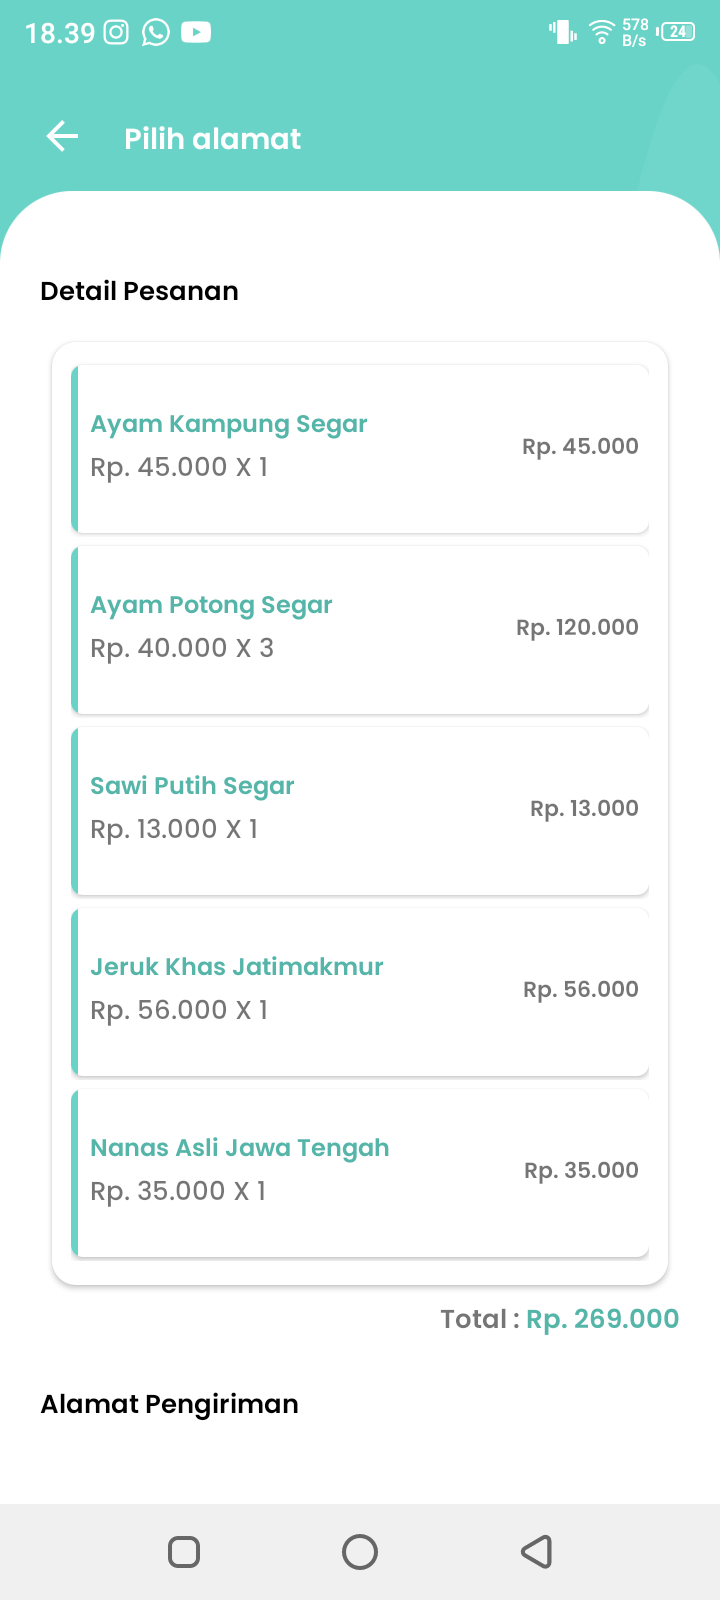 18.39
578
B/s
24
Pilih alamat
Detail Pesanan
Ayam Kampung Segar
Rp. 45.000 X 1
Rp. 45.000
Ayam Potong Segar
Rp. 40.000 X 3
Rp. 120.000
Sawi Putih Segar
Rp. 13.000 X 1
Rp. 13.000
Jeruk Khas Jatimakmur
Rp. 56.000 X 1
Rp. 56.000
Nanas Asli Jawa Tengah
Rp. 35.000 X 1
Rp. 35.000
Total : Rp. 269.000
Alamat Pengiriman